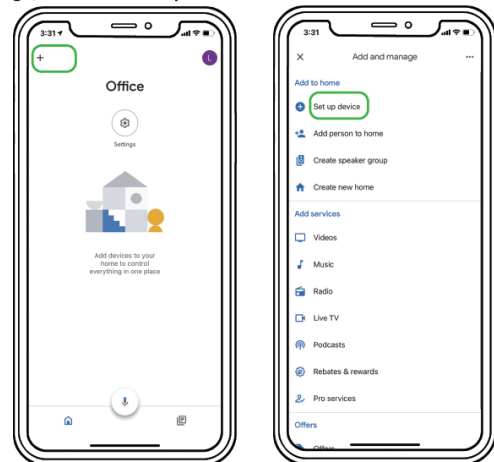 3:31
+
L
Office
Settings
Add devices to your
home to control
everything in one place
3:31
Add and manage
Add to home
Set up device
Add person to home
Create speaker group
Create new home
Add services
Videos
Music
Radio
Live TV
Podcasts
Rebates & rewards
Pro services
Offers
Offers